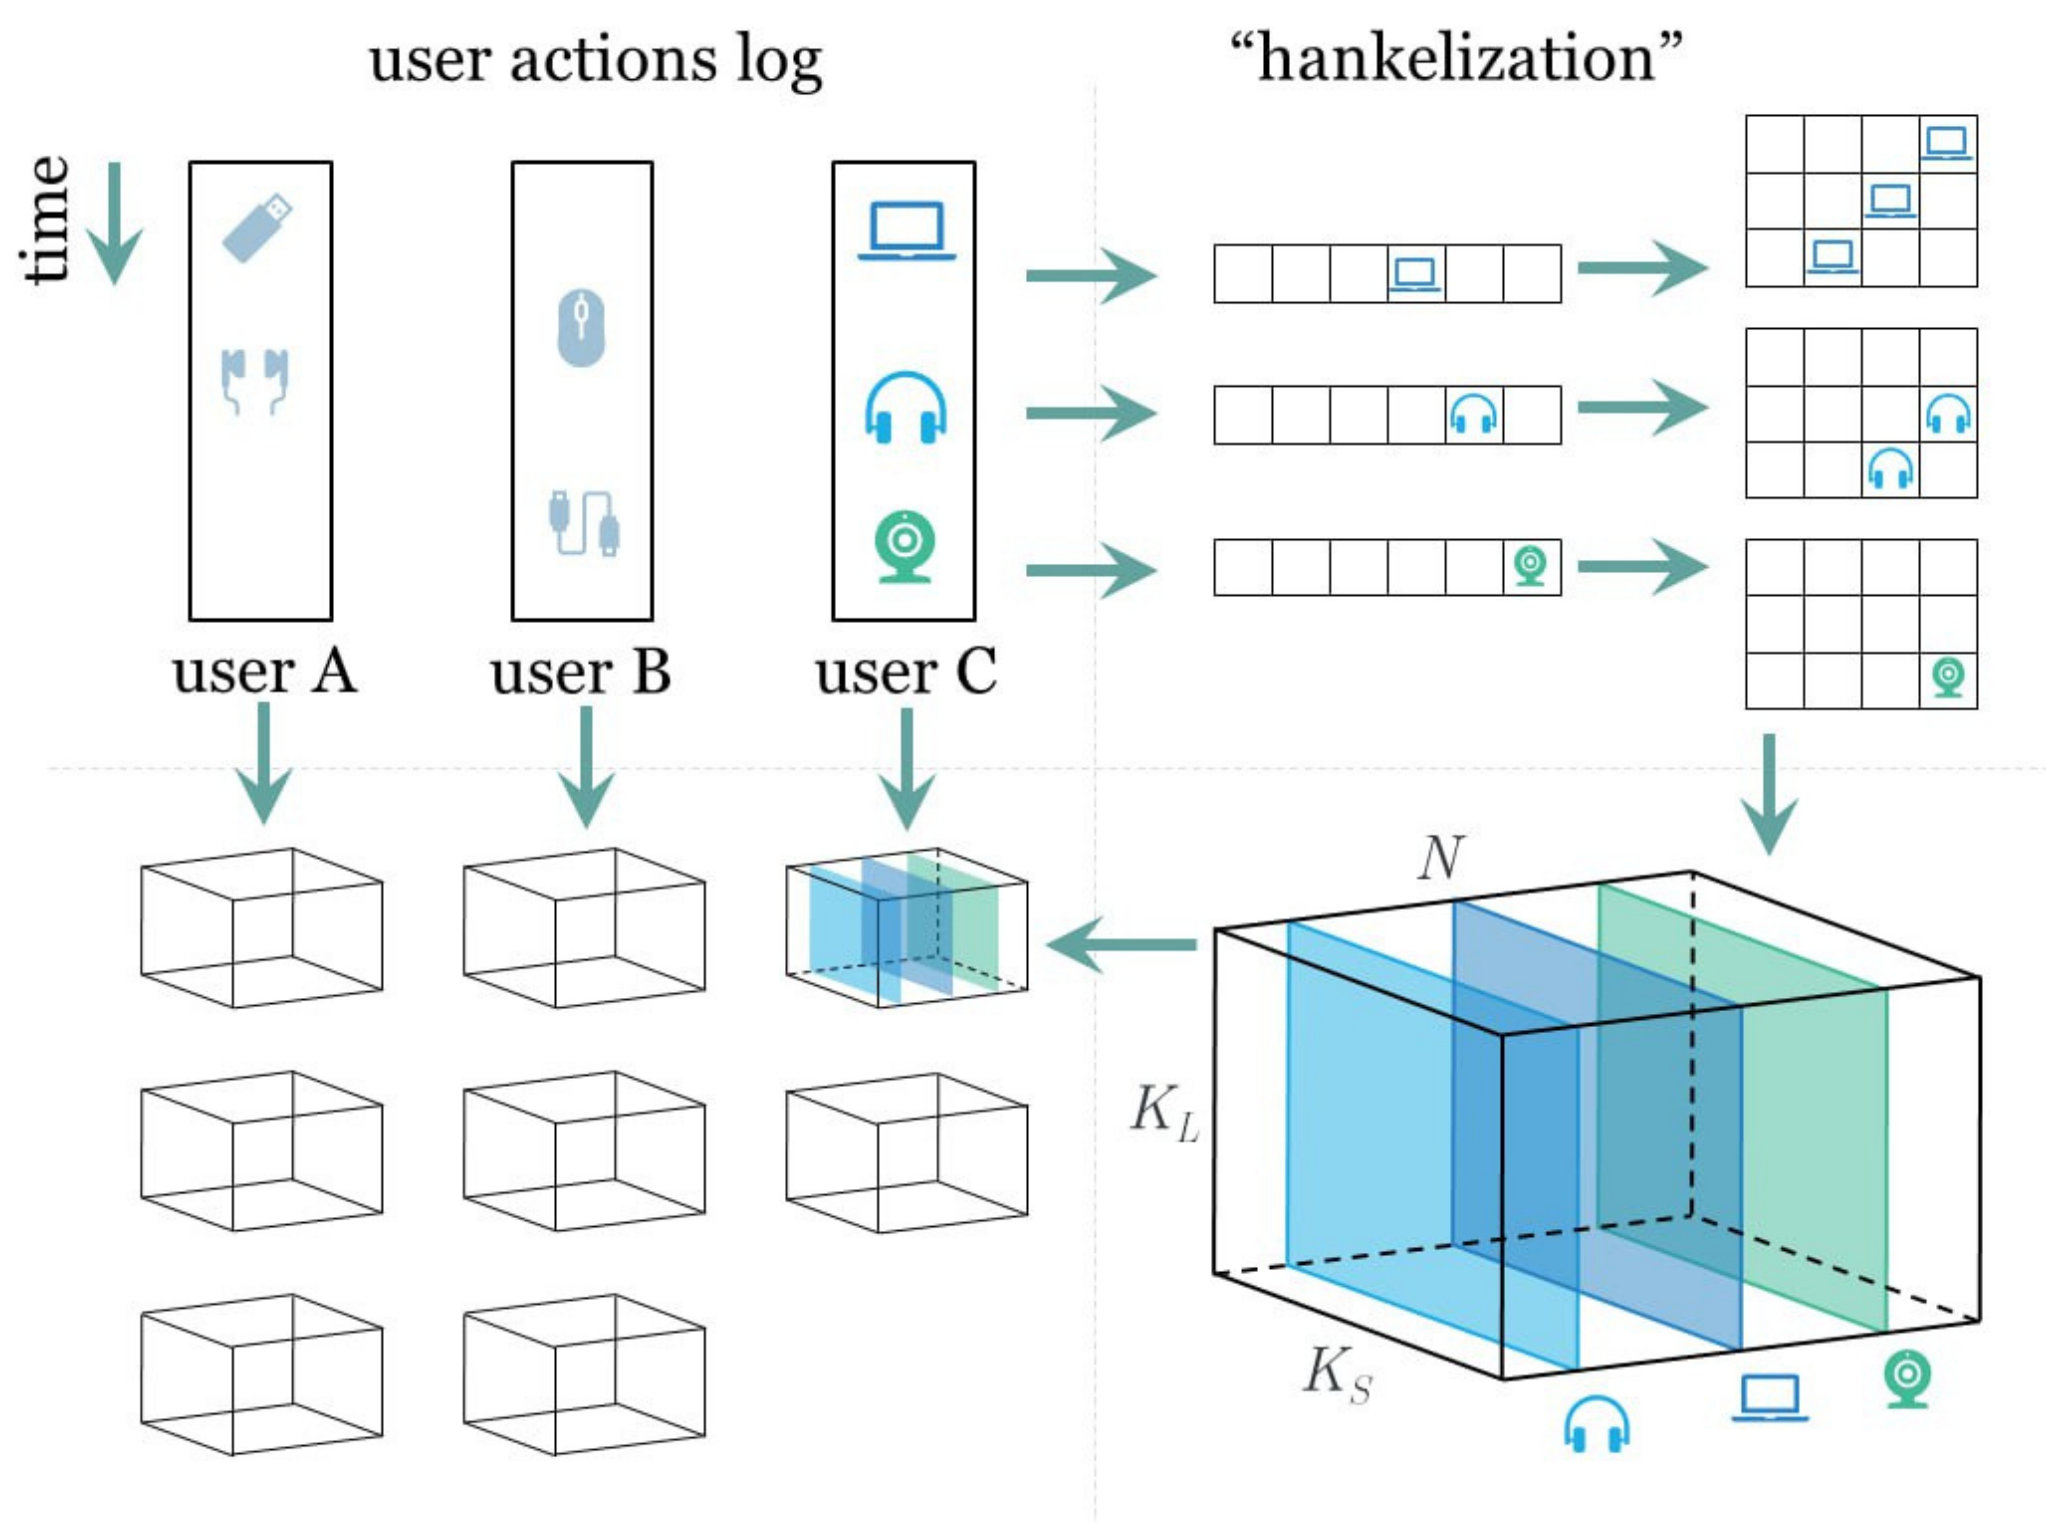 user actions log
“hankelization”
time
user A
user B
user C
N
K_L
K_S